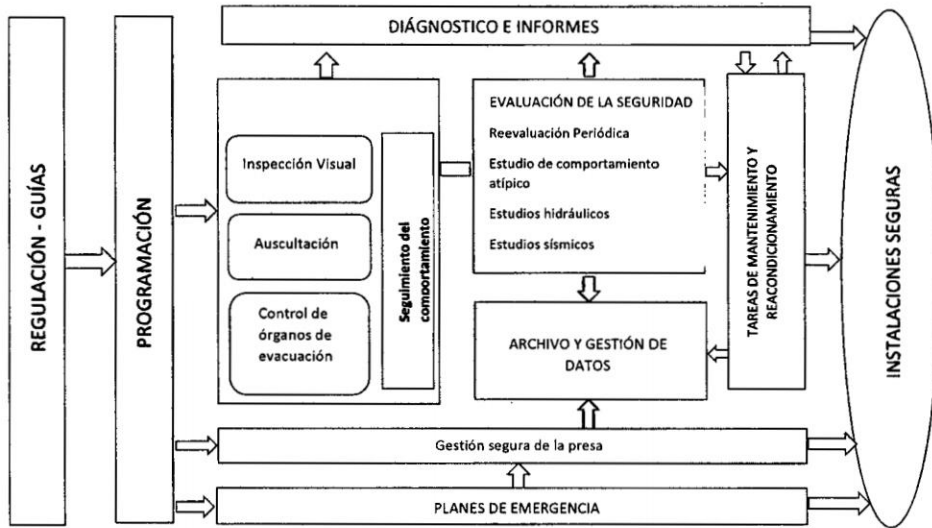 DIÁGNOSTICO E INFORMES
REGULACIÓN - GUÍAS
PROGRAMACIÓN
Inspección Visual
Auscultación
Control de
órganos de
evacuación
Seguimiento del
comportamiento
EVALUACIÓN DE LA SEGURIDAD
Reevaluación Periódica
Estudio de comportamiento
atípico
Estudios hidráulicos
Estudios sísmicos
ARCHIVO Y GESTIÓN DE
DATOS
TAREAS DE MANTENIMIENTO Y
REACONDICIONAMIENTO
INSTALACIONES SEGURAS
Gestión segura de la presa
PLANES DE EMERGENCIA